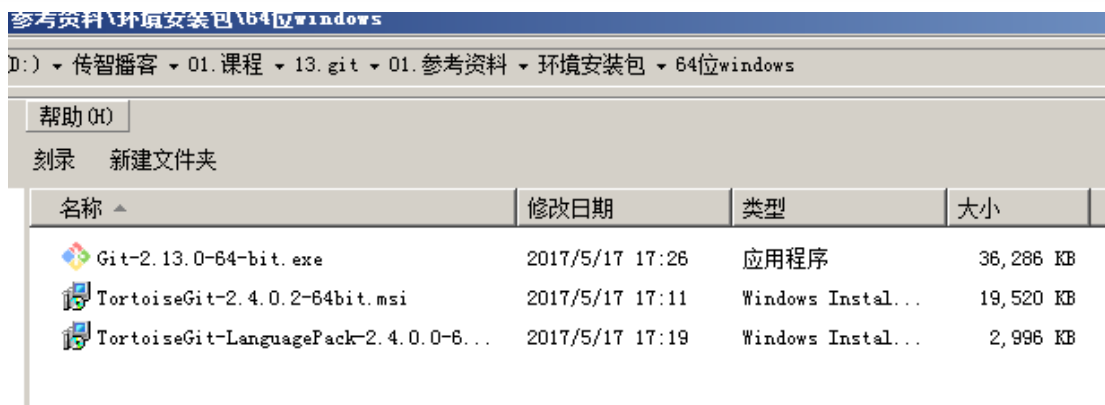 参考资料\环境安装包\64位windows
D:) ▾ 传智播客 ▾ 01.课程 ▾ 13.git ▾ 01.参考资料 ▾ 环境安装包 ▾ 64位windows
帮助(H)
刻录 新建文件夹
名称 修改日期 类型 大小
Git-2.13.0-64-bit.exe 2017/5/17 17:26 应用程序 36,286 KB
TortoiseGit-2.4.0.2-64bit.msi 2017/5/17 17:11 Windows Instal... 19,520 KB
TortoiseGit-LanguagePack-2.4.0.0-6... 2017/5/17 17:19 Windows Instal... 2,996 KB